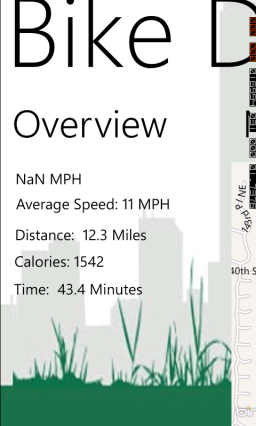 Bike D
Overview
NaN MPH
Average Speed: 11 MPH
Distance: 12.3 Miles
Calories: 1542
Time: 43.4 Minutes
40th S